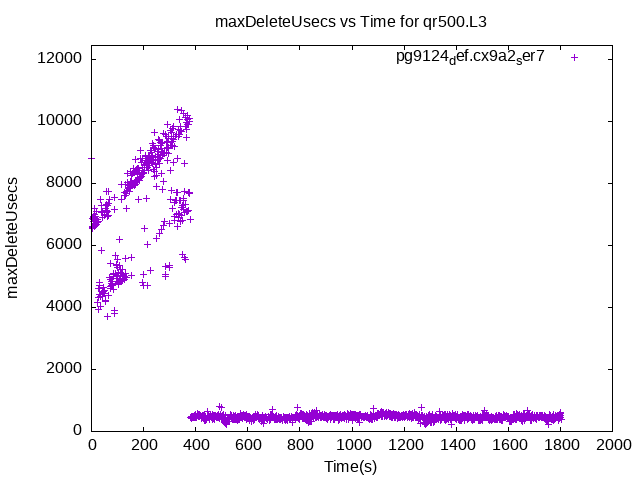 maxDeleteUsecs vs Time for qr500.L3
pg9124def.cx9a2ser7
12000
10000
8000
6000
4000
2000
0
maxDeleteUsecs
0 200 400 600 800 1000 1200 1400 1600 1800 2000
Time(s)